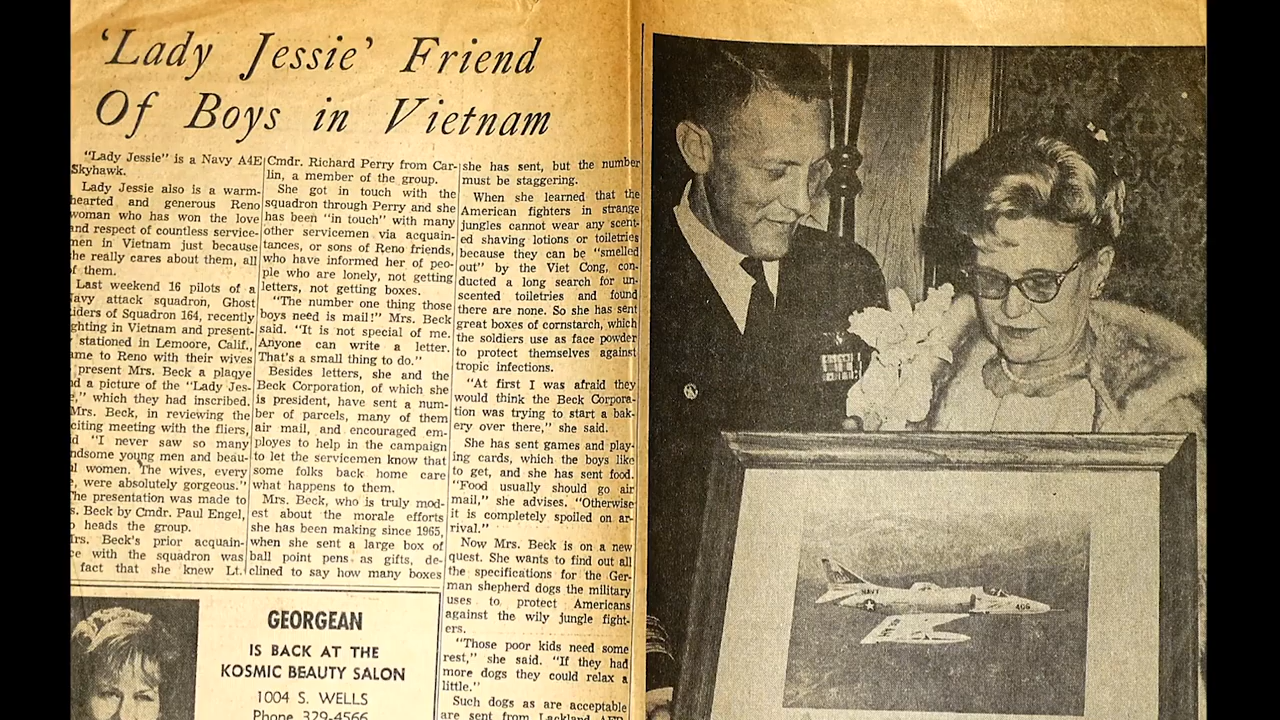 'Lady Jessie' Friend
Of Boys in Vietnam
"Lady Jessie" is a Navy A4E
Skyhawk.
Lady Jessie also is a warm-
hearted and generous Reno
woman who has won the love
and respect of countless service-
men in Vietnam just because
he really cares about them, all
of them.
Last weekend 16 pilots of a
avy attack squadron, Ghost
iders of Squadron 164, recently
ghting in Vietnam and present-
stationed in Lemoore, Calif.,
me to Reno with their wives
present Mrs. Beck a plaqye
d a picture of the "Lady Jes-
," which they had inscribed.
Mrs. Beck, in reviewing the
citing meeting with the fliers,
d "I never saw so many
ndsome young men and beau-
l women. The wives, every
, were absolutely gorgeous."
The presentation was made to
s. Beck by Cmdr. Paul Engel,
heads the group.
rs. Beck's prior acquain-
e with the squadron was
fact that she knew Lt.
Cmdr. Richard Perry from Car-
lin, a member of the group.
She got in touch with the
squadron through Perry and she
has been "in touch" with many
other servicemen via acquain-
tances, or sons of Reno friends,
who have informed her of peo-
ple who are lonely, not getting
letters, not getting boxes.
"The number one thing those
boys need is mail!" Mrs. Beck
said. "It is not special of me.
Anyone can write a letter.
That's a small thing to do."
Besides letters, she and the
Beck Corporation, of which she
is president, have sent a num-
ber of parcels, many of them
air mail, and encouraged em-
ployes to help in the campaign
to let the servicemen know that
some folks back home care
what happens to them.
Mrs. Beck, who is truly mod-
est about the morale efforts
she has been making since 1965,
when she sent a large box of
ball point pens as gifts, de-
clined to say how many boxes
she has sent, but the number
must be staggering.
When she learned that the
American fighters in strange
jungles cannot wear any scent-
ed shaving lotions or toiletries
because they can be "smelled
out" by the Viet Cong, con-
ducted a long search for un-
scented toiletries and found
there are none. So she has sent
great boxes of cornstarch, which
the soldiers use as face powder
to protect themselves against
tropic infections.
"At first I was afraid they
would think the Beck Corpora-
tion was trying to start a bak-
ery over there," she said.
She has sent games and play-
ing cards, which the boys like
to get, and she has sent food.
"Food usually should go air
mail," she advises. "Otherwise
it is completely spoiled on ar-
rival."
Now Mrs. Beck is on a new
quest. She wants to find out all
the specifications for the Ger-
man shepherd dogs the military
uses to protect Americans
against the wily jungle fight-
ers.
"Those poor kids need some
rest," she said. "If they had
more dogs they could relax a
little."
Such dogs as are acceptable
are sent from Lackland AFB
GEORGEAN
IS BACK AT THE
KOSMIC BEAUTY SALON
1004 S. WELLS
Phone 329-4566
NAVY
406